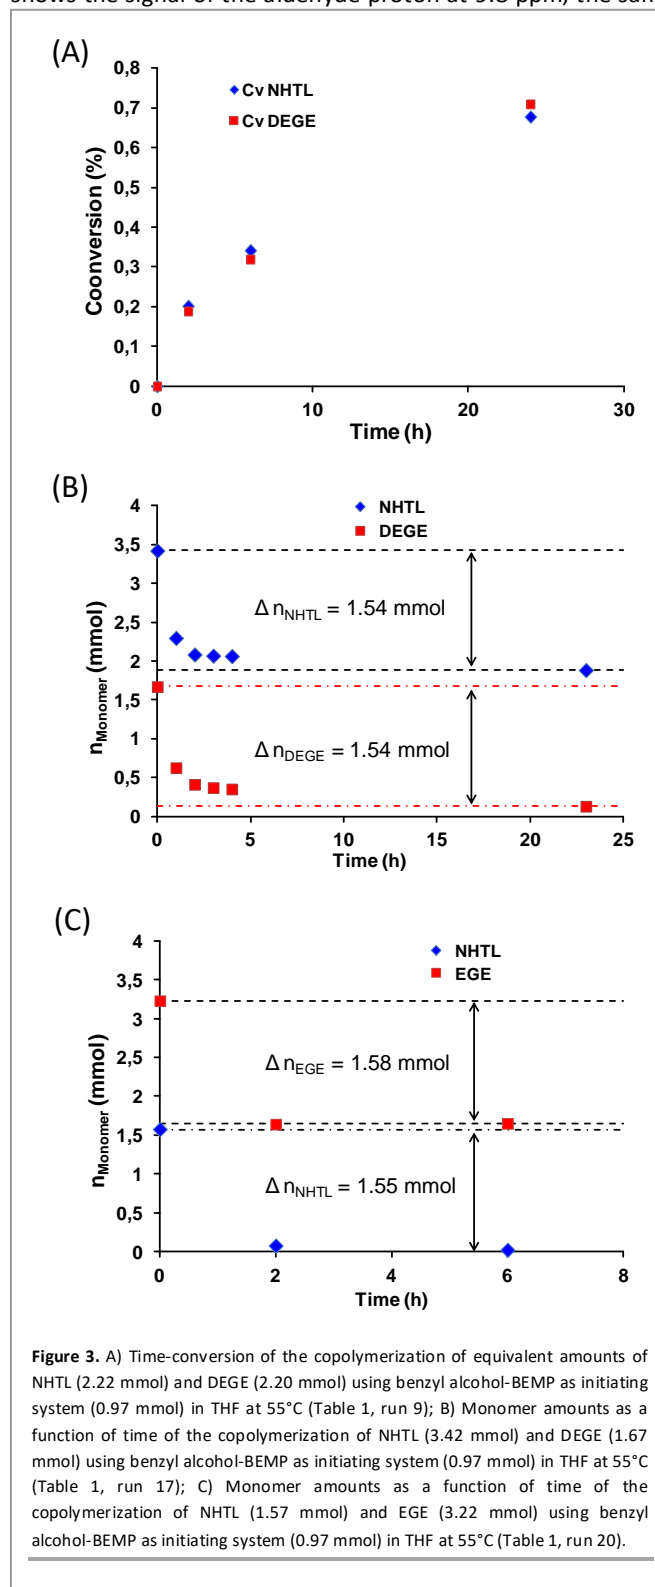 shows the signal of the aldehyde proton at 9.8 ppm, the sam
(A)
0,8
0,7
0,6
0,5
0,4
0,3
0,2
0,1
0
Coonversion (%)
Cv NHTL
Cv DEGE
0 10 20 30
Time (h)
(B)
4
3,5
3
2,5
2
1,5
1
0,5
0
n Monomer (mmol)
NHTL
DEGE
Δ n NHTL = 1.54 mmol
Δ n DEGE = 1.54 mmol
0 5 10 15 20 25
Time (h)
(C)
4
3,5
3
2,5
2
1,5
1
0,5
0
n Monomer (mmol)
NHTL
EGE
Δ n EGE = 1.58 mmol
Δ n NHTL = 1.55 mmol
0 2 4 6 8
Time (h)
Figure 3. A) Time-conversion of the copolymerization of equivalent amounts of
NHTL (2.22 mmol) and DEGE (2.20 mmol) using benzyl alcohol-BEMP as initiating
system (0.97 mmol) in THF at 55°C (Table 1, run 9); B) Monomer amounts as a
function of time of the copolymerization of NHTL (3.42 mmol) and DEGE (1.67
mmol) using benzyl alcohol-BEMP as initiating system (0.97 mmol) in THF at 55°C
(Table 1, run 17); C) Monomer amounts as a function of time of the
copolymerization of NHTL (1.57 mmol) and EGE (3.22 mmol) using benzyl
alcohol-BEMP as initiating system (0.97 mmol) in THF at 55°C (Table 1, run 20).